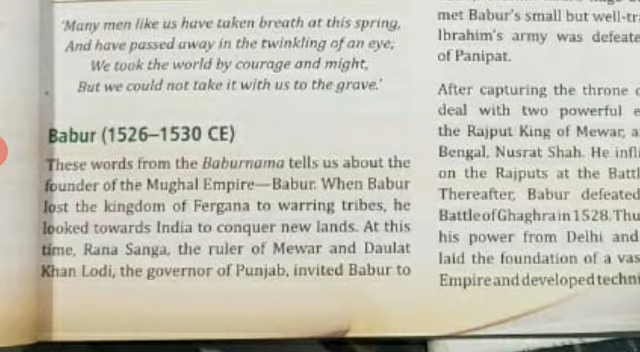 'Many men like us have taken breath at this spring,
And have passed away in the twinkling of an eye;
We took the world by courage and might,
But we could not take it with us to the grave.'
Babur (1526–1530 CE)
These words from the Baburnama tells us about the
founder of the Mughal Empire—Babur. When Babur
lost the kingdom of Fergana to warring tribes, he
looked towards India to conquer new lands. At this
time, Rana Sanga, the ruler of Mewar and Daulat
Khan Lodi, the governor of Punjab, invited Babur to
met Babur's small but well-
Ibrahim's army was
of Panipat.
After capturing the throne
deal with two powerful
the Rajput King of Mewar,
Bengal, Nusrat Shah. He
on the Rajputs at the
Thereafter, Babur defeated
Battle of Ghaghra in 1528.
his power from Delhi and
laid the foundation of a
Empire and developed